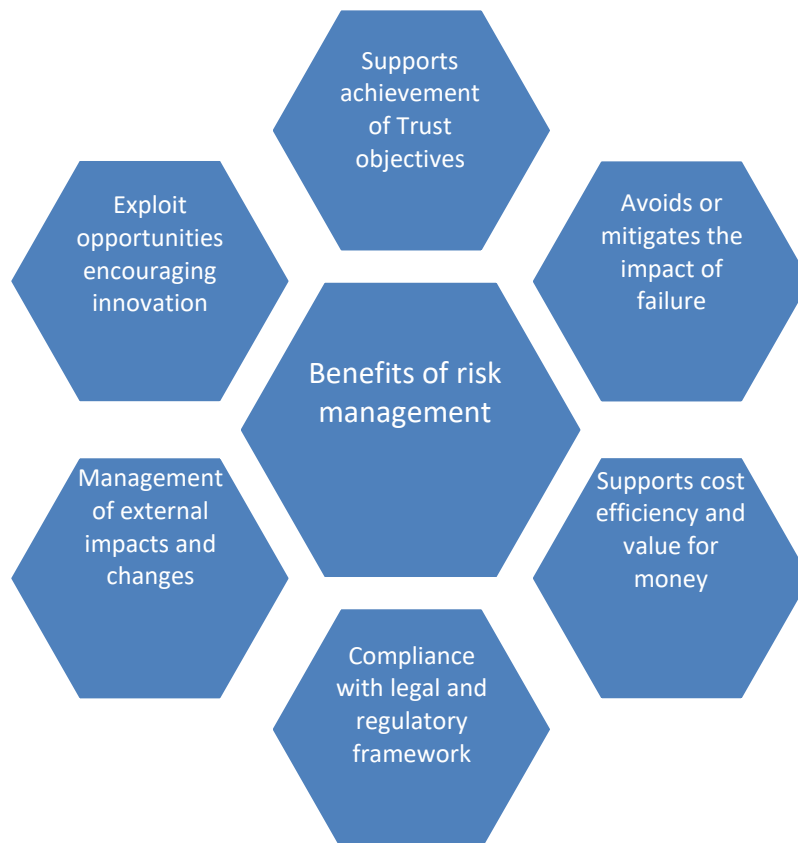 Supports
achievement
of Trust
objectives
Exploit
opportunities
encouraging
innovation
Avoids or
mitigates the
impact of
failure
Benefits of risk
management
Management
of external
impacts and
changes
Supports cost
efficiency and
value for
money
Compliance
with legal and
regulatory
framework